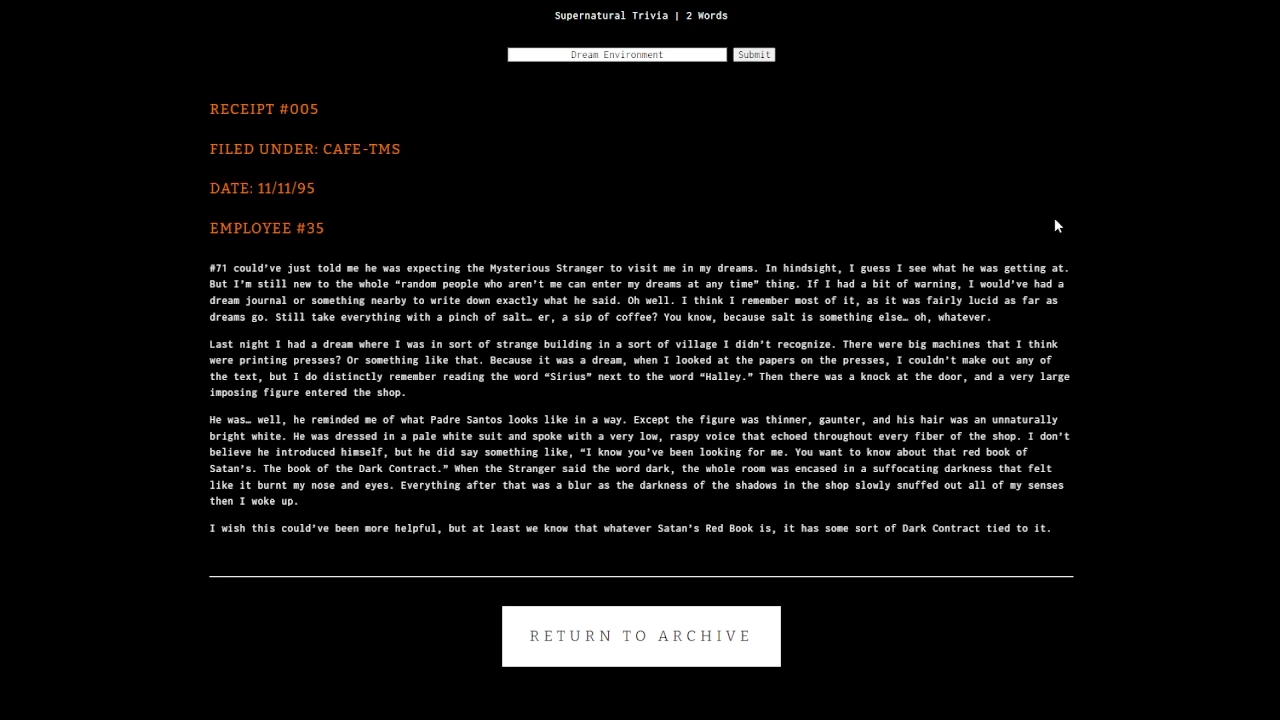 Supernatural Trivia | 2 Words
Dream Environment Submit
RECEIPT #005
FILED UNDER: CAFE-TMS
DATE: 11/11/95
EMPLOYEE #35
#71 could've just told me he was expecting the Mysterious Stranger to visit me in my dreams. In hindsight, I guess I see what he was getting at.
But I'm still new to the whole “random people who aren't me can enter my dreams at any time” thing. If I had a bit of warning, I would've had a
dream journal or something nearby to write down exactly what he said. Oh well. I think I remember most of it, as it was fairly lucid as far as
dreams go. Still take everything with a pinch of salt… er, a sip of coffee? You know, because salt is something else… oh, whatever.
Last night I had a dream where I was in sort of strange building in a sort of village I didn't recognize. There were big machines that I think
were printing presses? Or something like that. Because it was a dream, when I looked at the papers on the presses, I couldn't make out any of
the text, but I do distinctly remember reading the word “Sirius” next to the word “Halley.” Then there was a knock at the door, and a very large
imposing figure entered the shop.
He was… well, he reminded me of what Padre Santos looks like in a way. Except the figure was thinner, gaunter, and his hair was an unnaturally
bright white. He was dressed in a pale white suit and spoke with a very low, raspy voice that echoed throughout every fiber of the shop. I don't
believe he introduced himself, but he did say something like, “I know you've been looking for me. You want to know about that red book of
Satan's. The book of the Dark Contract.” When the Stranger said the word dark, the whole room was encased in a suffocating darkness that felt
like it burnt my nose and eyes. Everything after that was a blur as the darkness of the shadows in the shop slowly snuffed out all of my senses
then I woke up.
I wish this could've been more helpful, but at least we know that whatever Satan's Red Book is, it has some sort of Dark Contract tied to it.
RETURN TO ARCHIVE